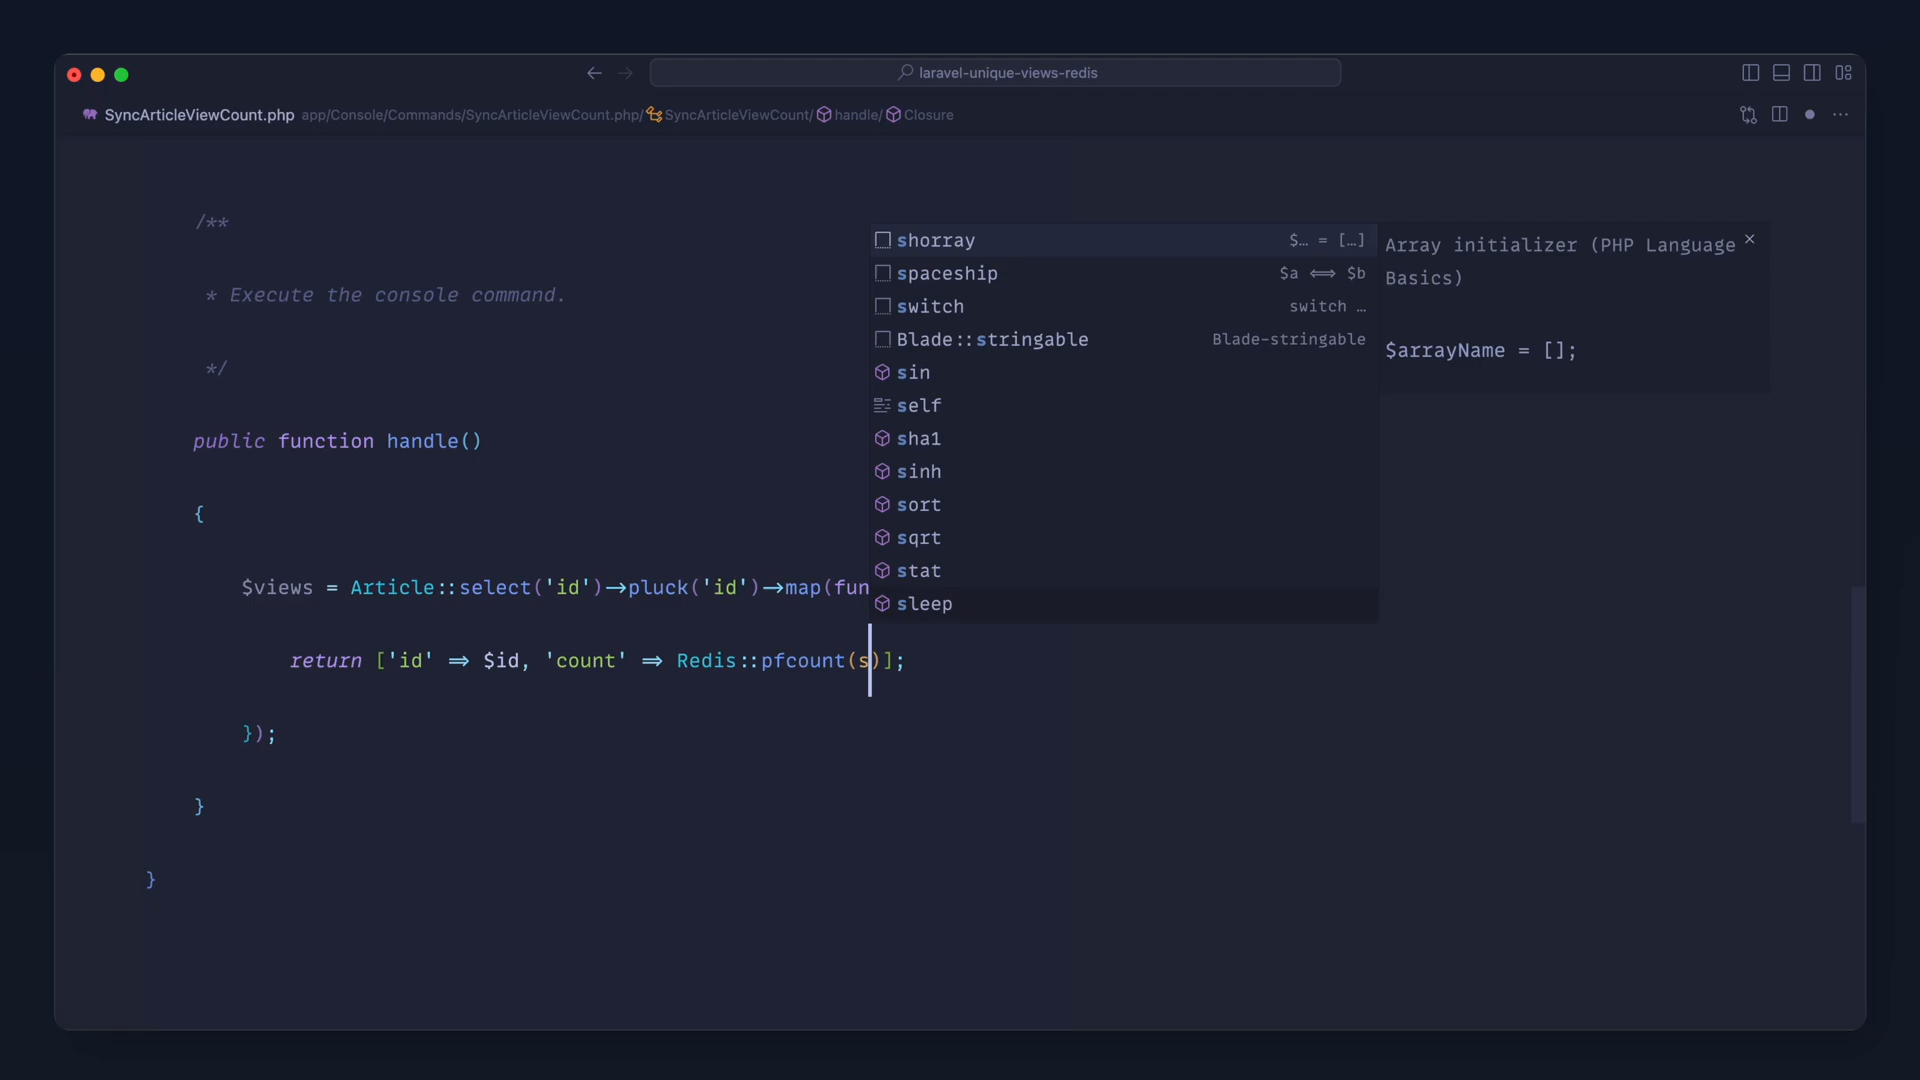 laravel-unique-views-redis
SyncArticleViewCount.php app/Console/Commands/SyncArticleViewCount.php/ SyncArticleViewCount/ handle/ Closure
/**
* Execute the console command.
*/
public function handle()
{
$views = Article::select('id')->pluck('id')->map(fun
return ['id' => $id, 'count' => Redis::pfcount(s)];
});
}
}
shorray $… = […]
spaceship $a <=> $b
switch switch …
Blade::stringable Blade-stringable
sin
self
sha1
sinh
sort
sqrt
stat
sleep
Array initializer (PHP Language
Basics)
$arrayName = [];